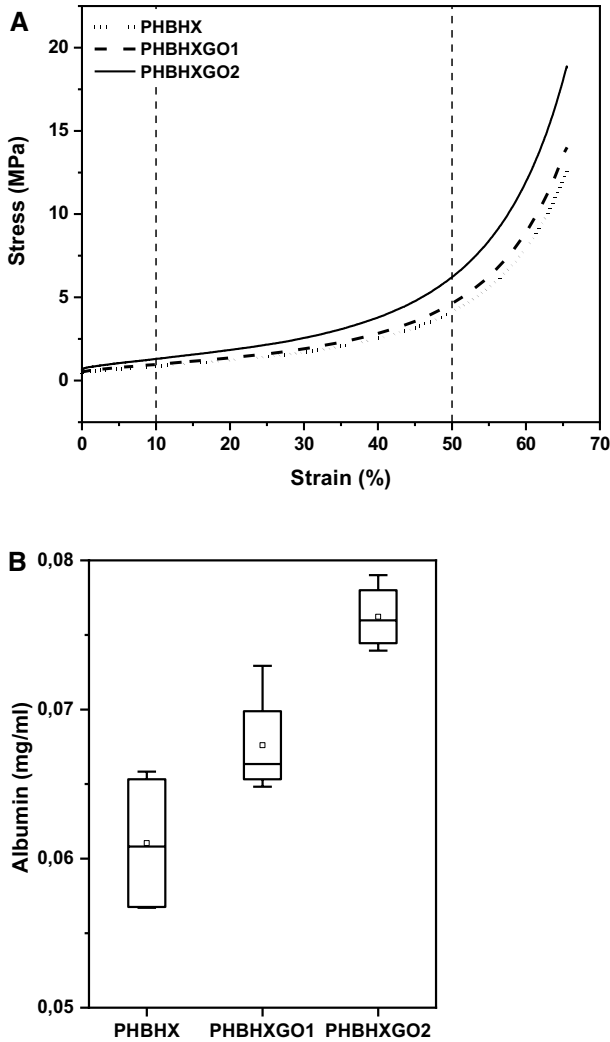 A
PHBHX
PHBHXGO1
PHBHXGO2
20
15
10
5
0
Stress (MPa)
0 10 20 30 40 50 60 70
Strain (%)
B
0,08
0,07
0,06
0,05
Albumin (mg/ml)
PHBHX PHBHXGO1 PHBHXGO2